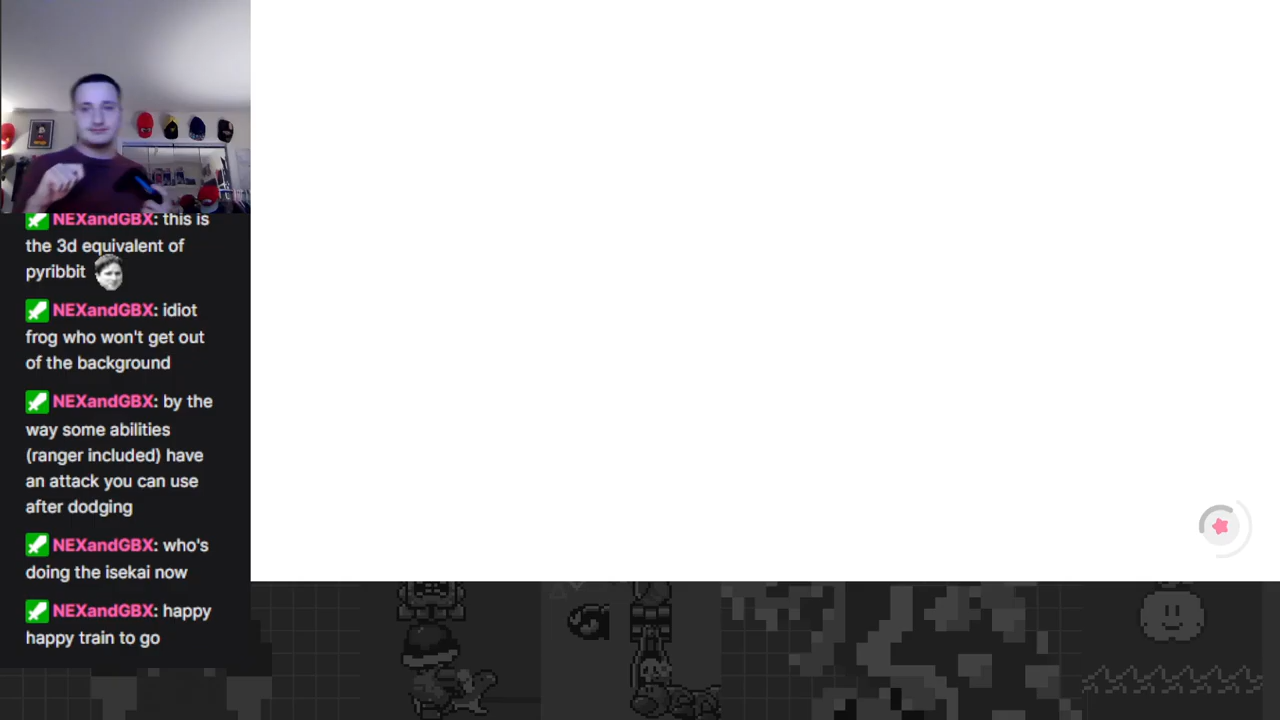 NEXandGBX: this is
the 3d equivalent of
pyribbit
NEXandGBX: idiot
frog who won't get out
of the background
NEXandGBX: by the
way some abilities
(ranger included) have
an attack you can use
after dodging
NEXandGBX: who's
doing the isekai now
NEXandGBX: happy
happy train to go